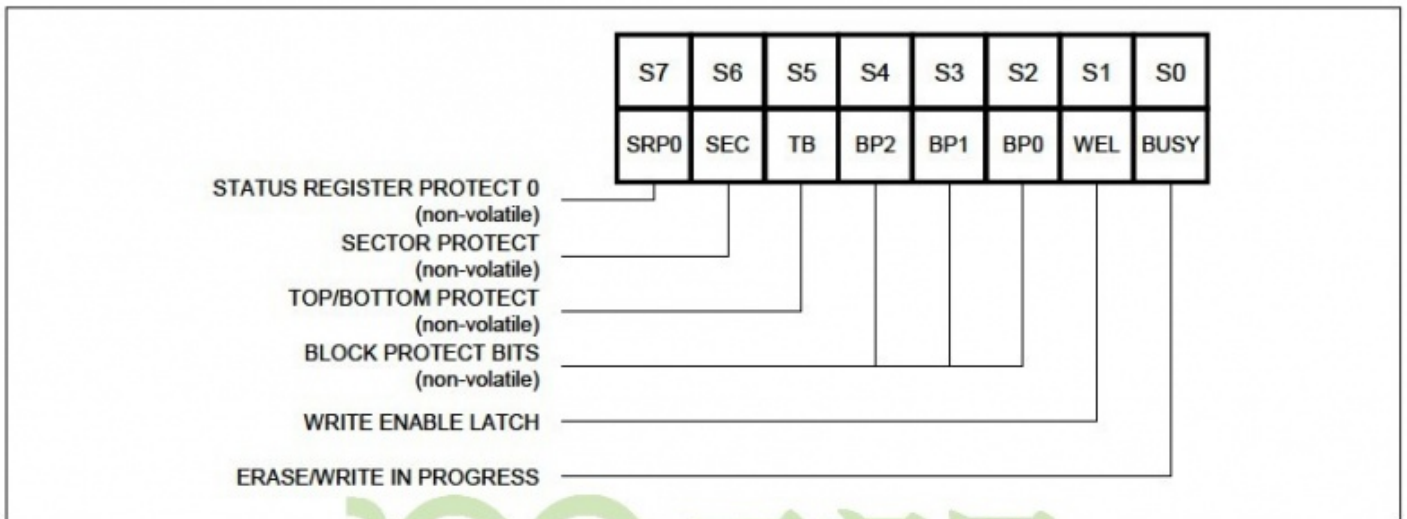 S7 S6 S5 S4 S3 S2 S1 S0
SRP0 SEC TB BP2 BP1 BP0 WEL BUSY
STATUS REGISTER PROTECT 0
(non-volatile)
SECTOR PROTECT
(non-volatile)
TOP/BOTTOM PROTECT
(non-volatile)
BLOCK PROTECT BITS
(non-volatile)
WRITE ENABLE LATCH
ERASE/WRITE IN PROGRESS